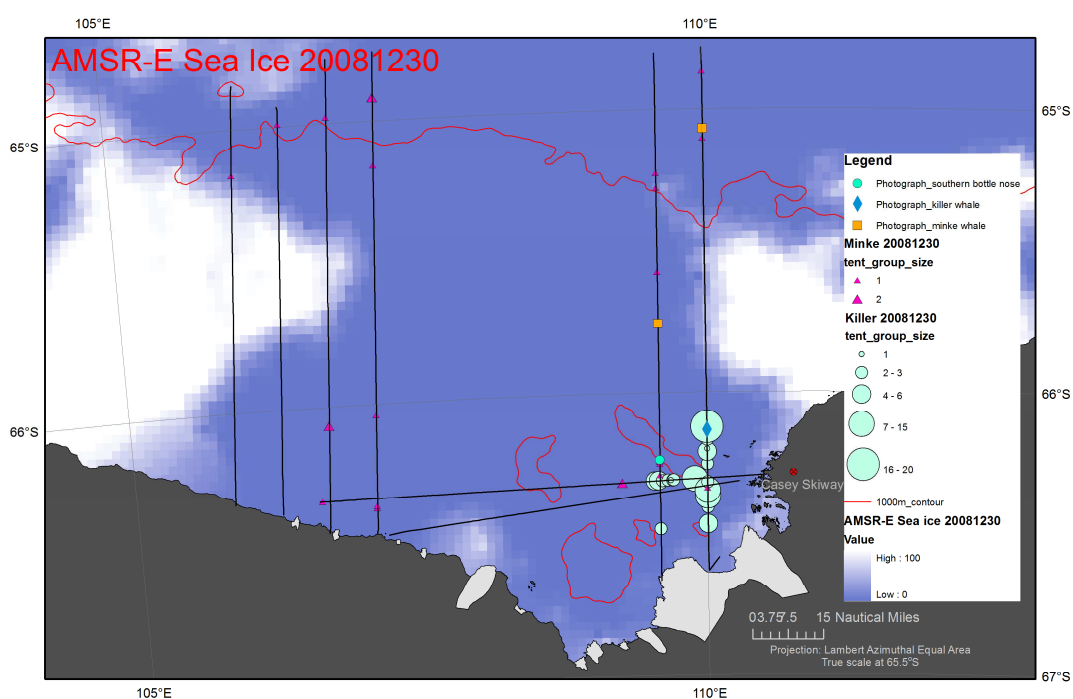 105°E 110°E
AMSR-E Sea Ice 20081230
65°S
65°S
Legend
Photograph_southern bottle nose
Photograph_killer whale
Photograph_minke whale
Minke 20081230
tent_group_size
1
2
Killer 20081230
tent_group_size
1
2 - 3
4 - 6
7 - 15
16 - 20
1000m_contour
AMSR-E Sea ice 20081230
Value
High : 100
Low : 0
66°S
66°S
Casey Skiway
03.757.5 15 Nautical Miles
Projection: Lambert Azimuthal Equal Area
True scale at 65.5°S
67°S
105°E 110°E